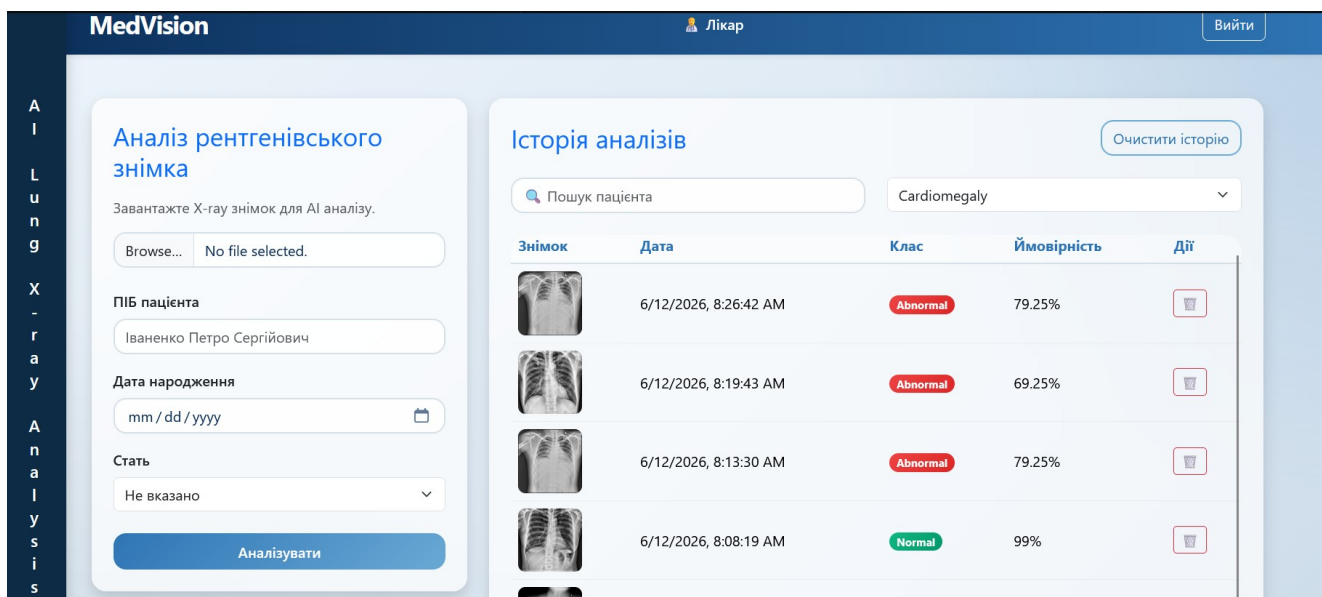 MedVision
Лікар
Вийти
AI Lung X-ray Analysis
Аналіз рентгенівського
знімка
Завантажте X-ray знімок для AI аналізу.
Browse... No file selected.
ПІБ пацієнта
Іваненко Петро Сергійович
Дата народження
mm / dd / yyyy
Стать
Не вказано
Аналізувати
Історія аналізів
Очистити історію
Пошук пацієнта
Cardiomegaly
Знімок Дата Клас Ймовірність Дії
6/12/2026, 8:26:42 AM Abnormal 79.25%
6/12/2026, 8:19:43 AM Abnormal 69.25%
6/12/2026, 8:13:30 AM Abnormal 79.25%
6/12/2026, 8:08:19 AM Normal 99%